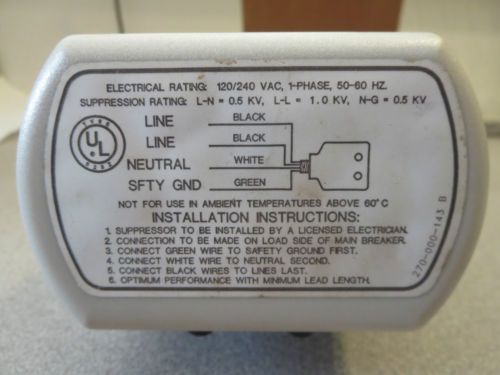 ELECTRICAL RATING: 120/240 VAC, 1-PHASE, 50-60 HZ.
SUPPRESSION RATING: L-N = 0.5 KV, L-L = 1.0 KV, N-G = 0.5 KV
LINE BLACK
LINE BLACK
NEUTRAL WHITE
SFTY GND GREEN
UL
NOT FOR USE IN AMBIENT TEMPERATURES ABOVE 60°C
INSTALLATION INSTRUCTIONS:
1. SUPPRESSOR TO BE INSTALLED BY A LICENSED ELECTRICIAN.
2. CONNECTION TO BE MADE ON LOAD SIDE OF MAIN BREAKER.
3. CONNECT GREEN WIRE TO SAFETY GROUND FIRST.
4. CONNECT WHITE WIRE TO NEUTRAL SECOND.
5. CONNECT BLACK WIRES TO LINES LAST.
6. OPTIMUM PERFORMANCE WITH MINIMUM LEAD LENGTH.
270-000-143 B